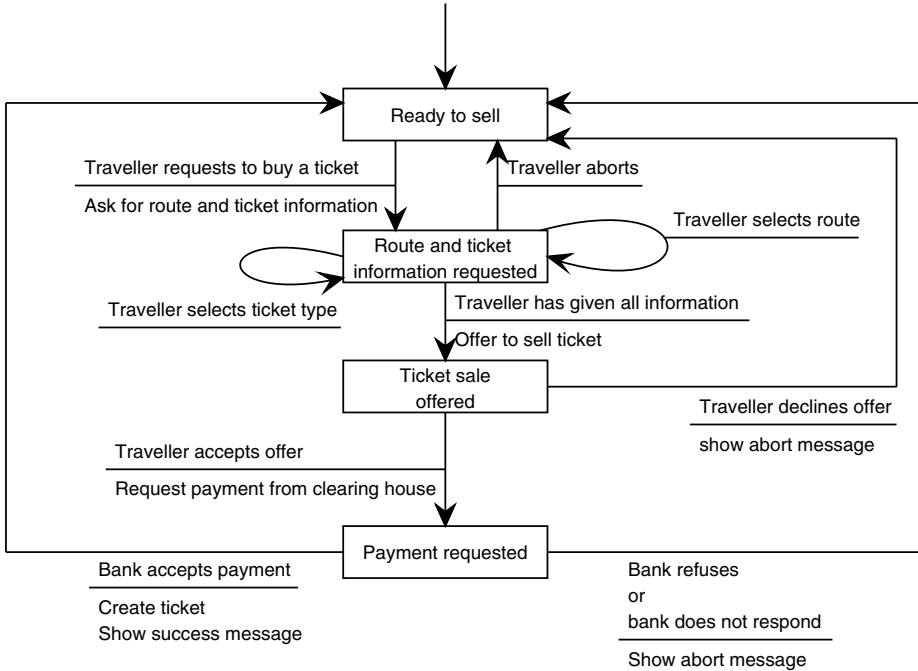 Ready to sell
Traveller requests to buy a ticket
Ask for route and ticket information
Traveller aborts
Traveller selects route
Route and ticket
information requested
Traveller selects ticket type
Traveller has given all information
Offer to sell ticket
Ticket sale
offered
Traveller declines offer
show abort message
Traveller accepts offer
Request payment from clearing house
Payment requested
Bank accepts payment
Create ticket
Show success message
Bank refuses
or
bank does not respond
Show abort message